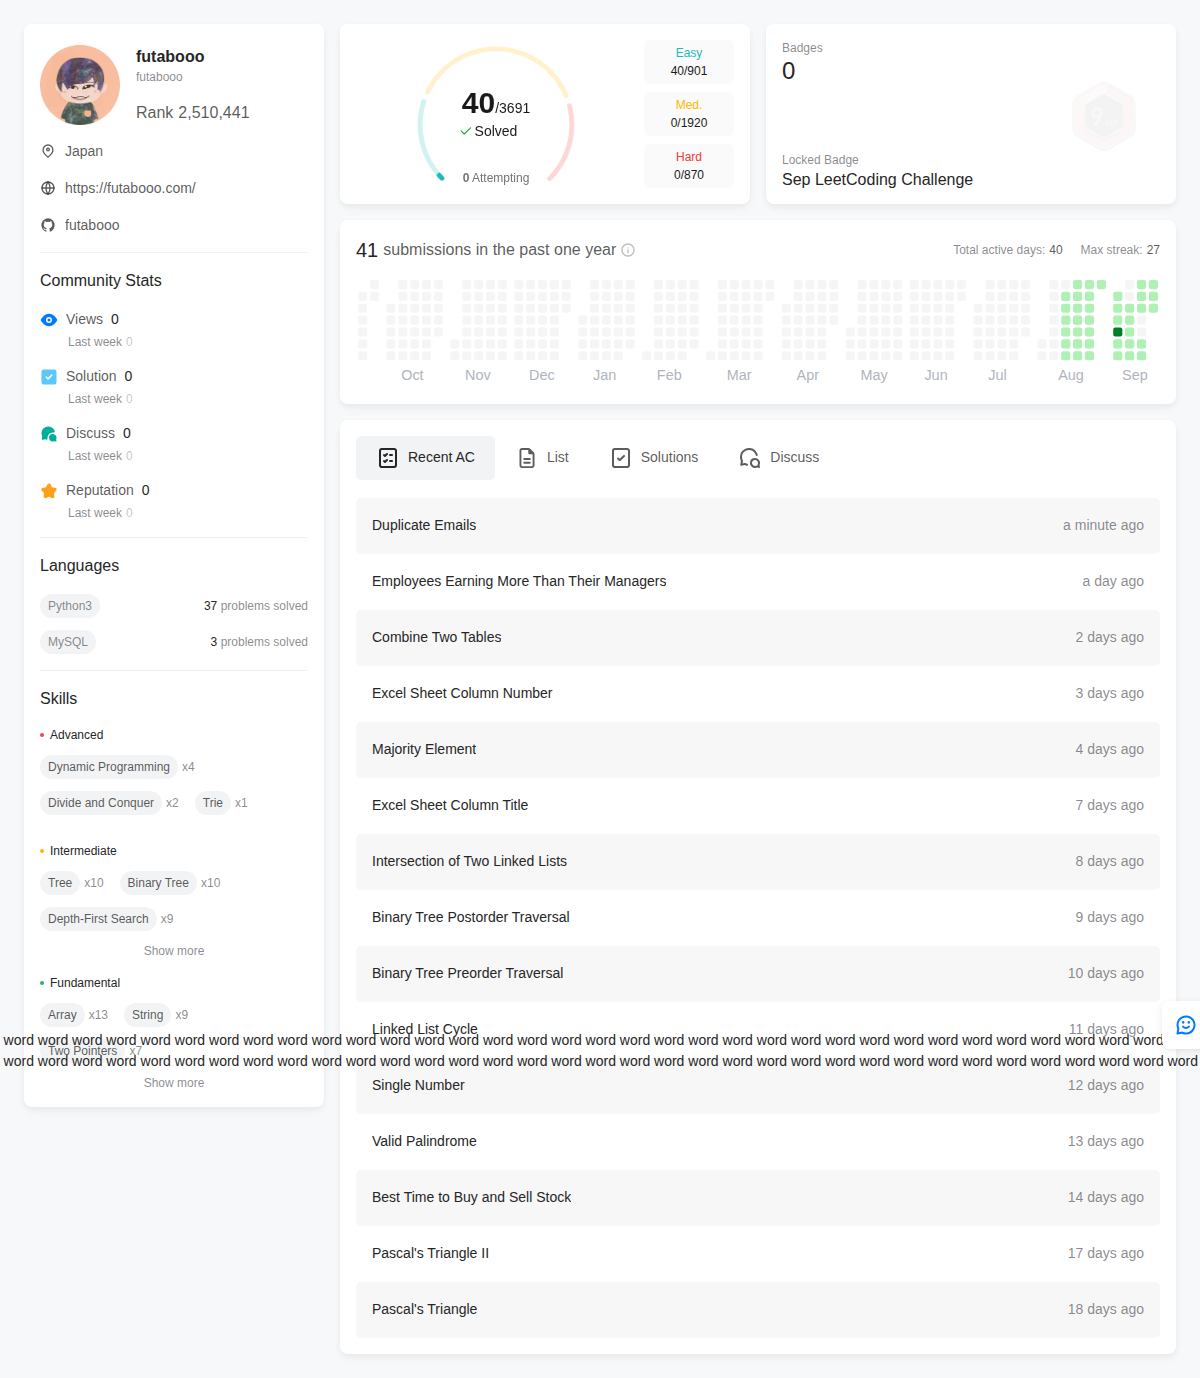 futabooo
futabooo
Rank 2,510,441
Japan
https://futabooo.com/
futabooo
Community Stats
Views 0
Last week 0
Solution 0
Last week 0
Discuss 0
Last week 0
Reputation 0
Last week 0
Languages
Python3 37 problems solved
MySQL 3 problems solved
Skills
Advanced
Dynamic Programming x4
Divide and Conquer x2 Trie x1
Intermediate
Tree x10 Binary Tree x10
Depth-First Search x9
Show more
Fundamental
Array x13 String x9
Two Pointers x7
Show more
40/3691
Solved
0 Attempting
Easy
40/901
Med.
0/1920
Hard
0/870
Badges
0
Locked Badge
Sep LeetCoding Challenge
41 submissions in the past one year
Total active days: 40 Max streak: 27
Oct Nov Dec Jan Feb Mar Apr May Jun Jul Aug Sep
Recent AC List Solutions Discuss
Duplicate Emails a minute ago
Employees Earning More Than Their Managers a day ago
Combine Two Tables 2 days ago
Excel Sheet Column Number 3 days ago
Majority Element 4 days ago
Excel Sheet Column Title 7 days ago
Intersection of Two Linked Lists 8 days ago
Binary Tree Postorder Traversal 9 days ago
Binary Tree Preorder Traversal 10 days ago
Linked List Cycle 11 days ago
word word word word word word word word word word word word word word word word word word word word word word word word word word word word word word word word word word
word word word word word word word word word word word word word word word word word word word word word word word word word word word word word word word word word word word
Single Number 12 days ago
Valid Palindrome 13 days ago
Best Time to Buy and Sell Stock 14 days ago
Pascal's Triangle II 17 days ago
Pascal's Triangle 18 days ago